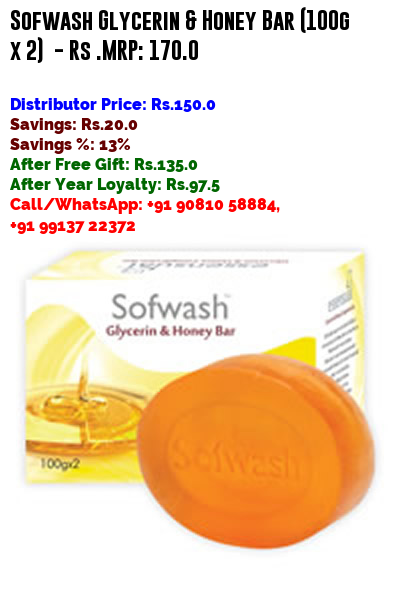 Sofwash Glycerin & Honey Bar (100g
x 2) - Rs .MRP: 170.0
Distributor Price: Rs.150.0
Savings: Rs.20.0
Savings %: 13%
After Free Gift: Rs.135.0
After Year Loyalty: Rs.97.5
Call/WhatsApp: +91 90810 58884,
+91 99137 22372
Sofwash™
Glycerin & Honey Bar
Sofwash
100gx2